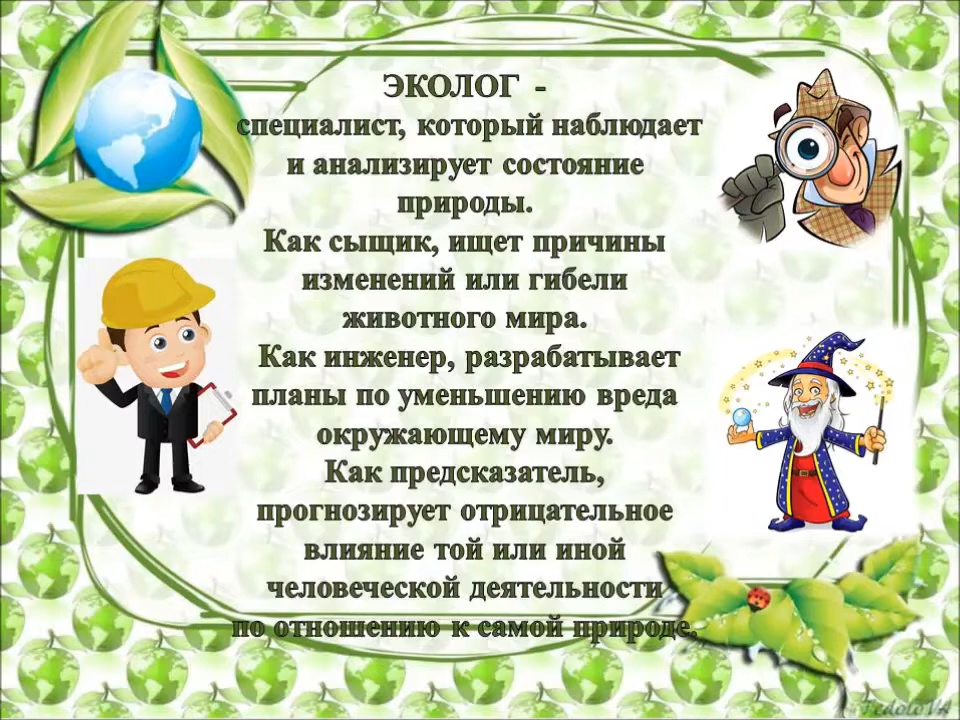 ЭКОЛОГ -
специалист, который наблюдает
и анализирует состояние
природы.
Как сыщик, ищет причины
изменений или гибели
животного мира.
Как инженер, разрабатывает
планы по уменьшению вреда
окружающему миру.
Как предсказатель,
прогнозирует отрицательное
влияние той или иной
человеческой деятельности
по отношению к самой природе.
FedoloVA